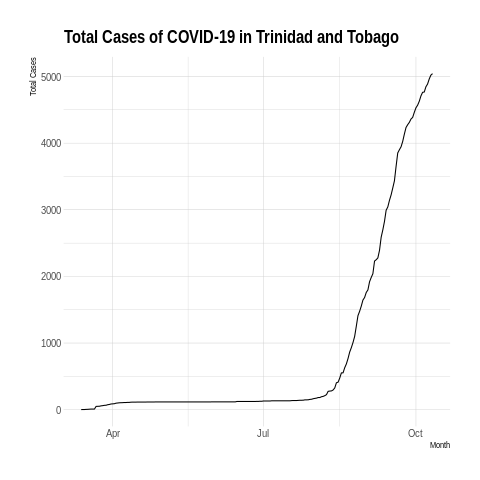 Total Cases of COVID-19 in Trinidad and Tobago
Total Cases
5000
4000
3000
2000
1000
0
Apr Jul Oct
Month